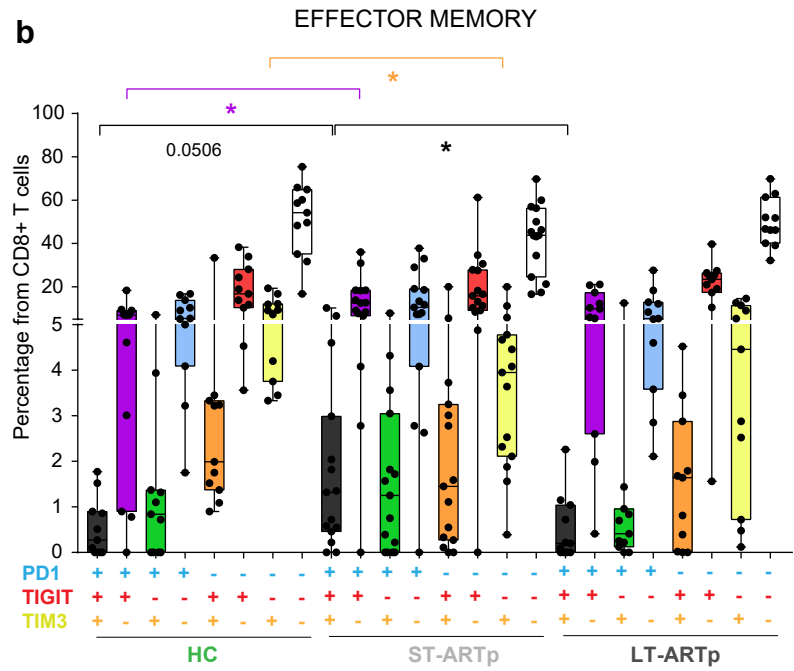 b
EFFECTOR MEMORY
*
*
0.0506
*
Percentage from CD8+ T cells
100
80
60
40
20
5
4
3
2
1
0
PD1 + + + + - - - - + + + + - - - - + + + + - - - -
TIGIT + + - - + + - - + + - - + + - - + + - - + + - -
TIM3 + - + - + - + - + - + - + - + - + - + - + - + -
HC ST-ARTp LT-ARTp